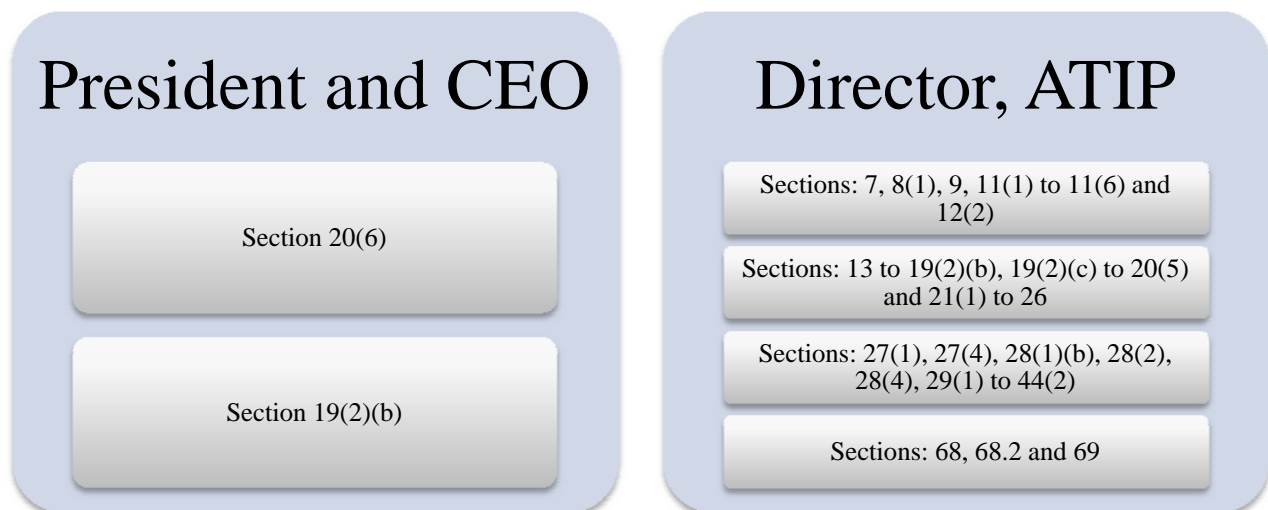 President and CEO
Section 20(6)
Section 19(2)(b)
Director, ATIP
Sections: 7, 8(1), 9, 11(1) to 11(6) and
12(2)
Sections: 13 to 19(2)(b), 19(2)(c) to 20(5)
and 21(1) to 26
Sections: 27(1), 27(4), 28(1)(b), 28(2),
28(4), 29(1) to 44(2)
Sections: 68, 68.2 and 69